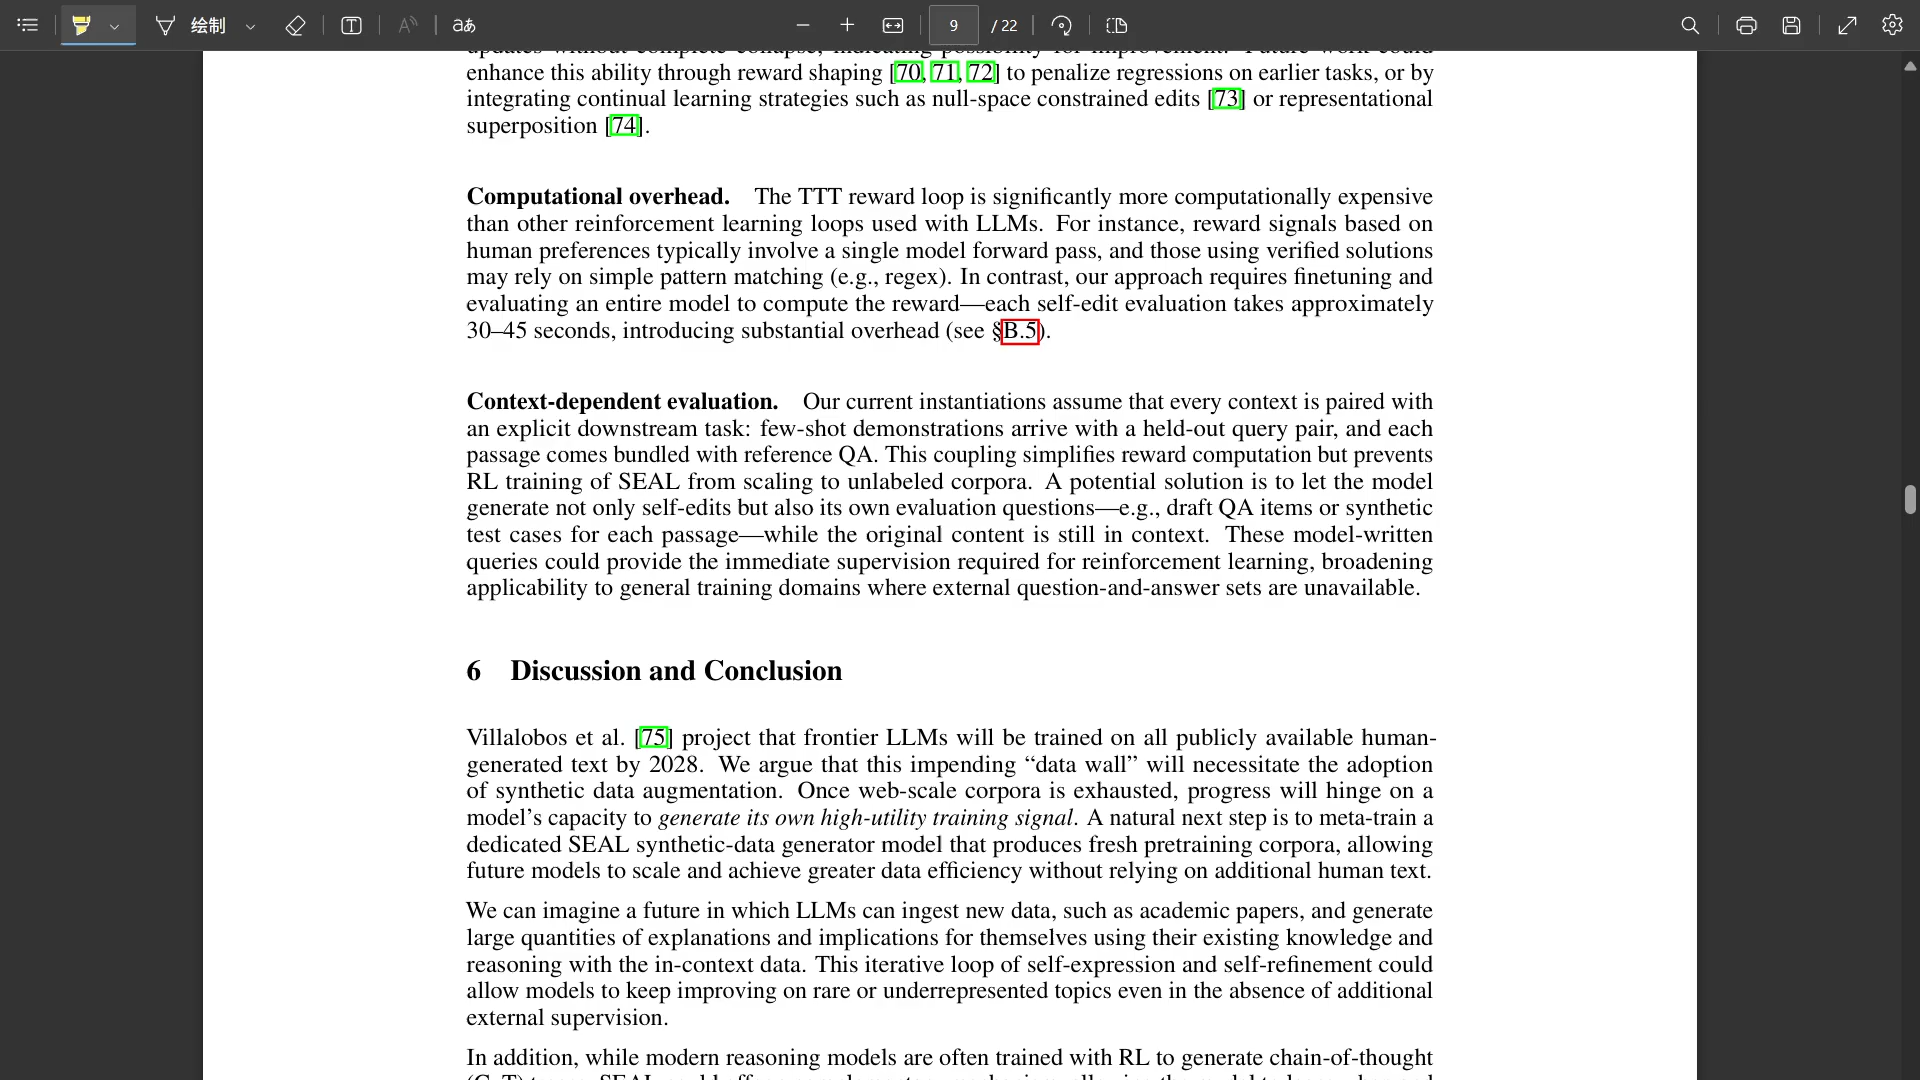 绘制
aあ
9 / 22
updates without complete collapse, indicating possibility for improvement. Future work could
enhance this ability through reward shaping [70, 71, 72] to penalize regressions on earlier tasks, or by
integrating continual learning strategies such as null-space constrained edits [73] or representational
superposition [74].
Computational overhead. The TTT reward loop is significantly more computationally expensive
than other reinforcement learning loops used with LLMs. For instance, reward signals based on
human preferences typically involve a single model forward pass, and those using verified solutions
may rely on simple pattern matching (e.g., regex). In contrast, our approach requires finetuning and
evaluating an entire model to compute the reward—each self-edit evaluation takes approximately
30–45 seconds, introducing substantial overhead (see §B.5).
Context-dependent evaluation. Our current instantiations assume that every context is paired with
an explicit downstream task: few-shot demonstrations arrive with a held-out query pair, and each
passage comes bundled with reference QA. This coupling simplifies reward computation but prevents
RL training of SEAL from scaling to unlabeled corpora. A potential solution is to let the model
generate not only self-edits but also its own evaluation questions—e.g., draft QA items or synthetic
test cases for each passage—while the original content is still in context. These model-written
queries could provide the immediate supervision required for reinforcement learning, broadening
applicability to general training domains where external question-and-answer sets are unavailable.
6 Discussion and Conclusion
Villalobos et al. [75] project that frontier LLMs will be trained on all publicly available human-
generated text by 2028. We argue that this impending “data wall” will necessitate the adoption
of synthetic data augmentation. Once web-scale corpora is exhausted, progress will hinge on a
model’s capacity to generate its own high-utility training signal. A natural next step is to meta-train a
dedicated SEAL synthetic-data generator model that produces fresh pretraining corpora, allowing
future models to scale and achieve greater data efficiency without relying on additional human text.
We can imagine a future in which LLMs can ingest new data, such as academic papers, and generate
large quantities of explanations and implications for themselves using their existing knowledge and
reasoning with the in-context data. This iterative loop of self-expression and self-refinement could
allow models to keep improving on rare or underrepresented topics even in the absence of additional
external supervision.
In addition, while modern reasoning models are often trained with RL to generate chain-of-thought